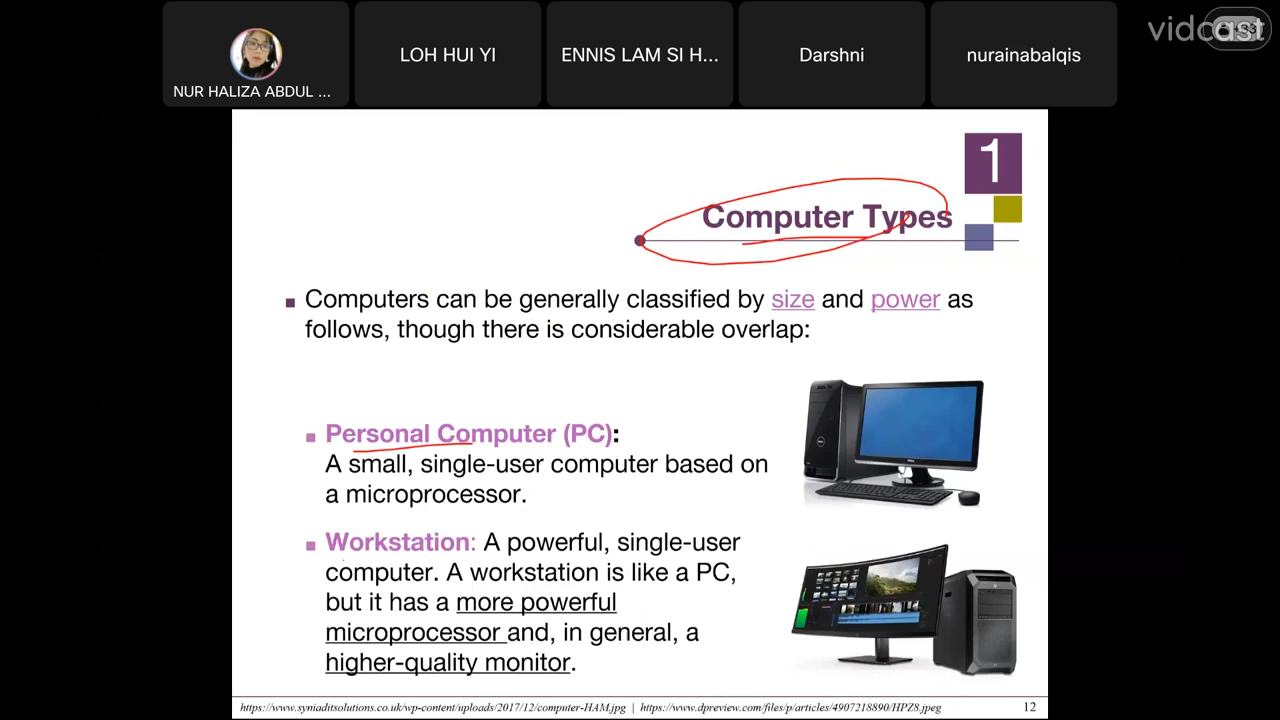 vidcast
NUR HALIZA ABDUL ...
LOH HUI YI
ENNIS LAM SI H...
Darshni
nurainabalqis
1
Computer Types
Computers can be generally classified by size and power as
follows, though there is considerable overlap:
Personal Computer (PC):
A small, single-user computer based on
a microprocessor.
Workstation: A powerful, single-user
computer. A workstation is like a PC,
but it has a more powerful
microprocessor and, in general, a
higher-quality monitor.
https://www.syniaditsolutions.co.uk/wp-content/uploads/2017/12/computer-HAM.jpg | https://www.dpreview.com/files/p/articles/4907218890/HPZ8.jpeg
12